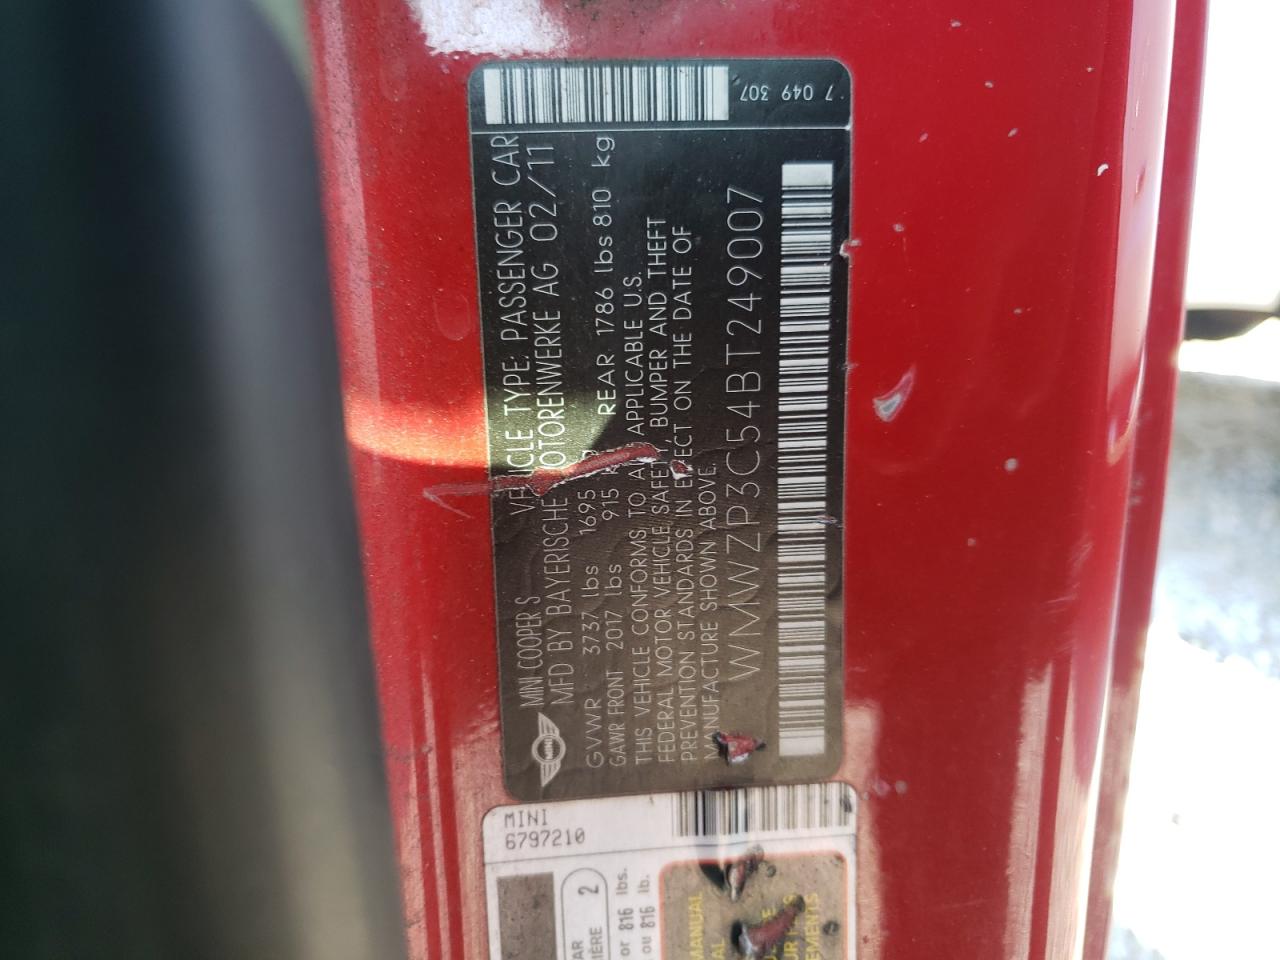 MINI COOPER S VEHICLE TYPE: PASSENGER CAR
MFD BY BAYERISCHE MOTORENWERKE AG 02/11
GVWR 3737 lbs 1695
GAWR FRONT 2017 lbs 915 REAR 1786 lbs 810 kg
THIS VEHICLE CONFORMS TO ALL APPLICABLE U.S.
FEDERAL MOTOR VEHICLE SAFETY, BUMPER AND THEFT
PREVENTION STANDARDS IN EFFECT ON THE DATE OF
MANUFACTURE SHOWN ABOVE.
WMWZP3C54BT249007
7 049 307
MINI
MINI
6797210
2
or 816 lbs.
ou 816 lb.
MANUAL